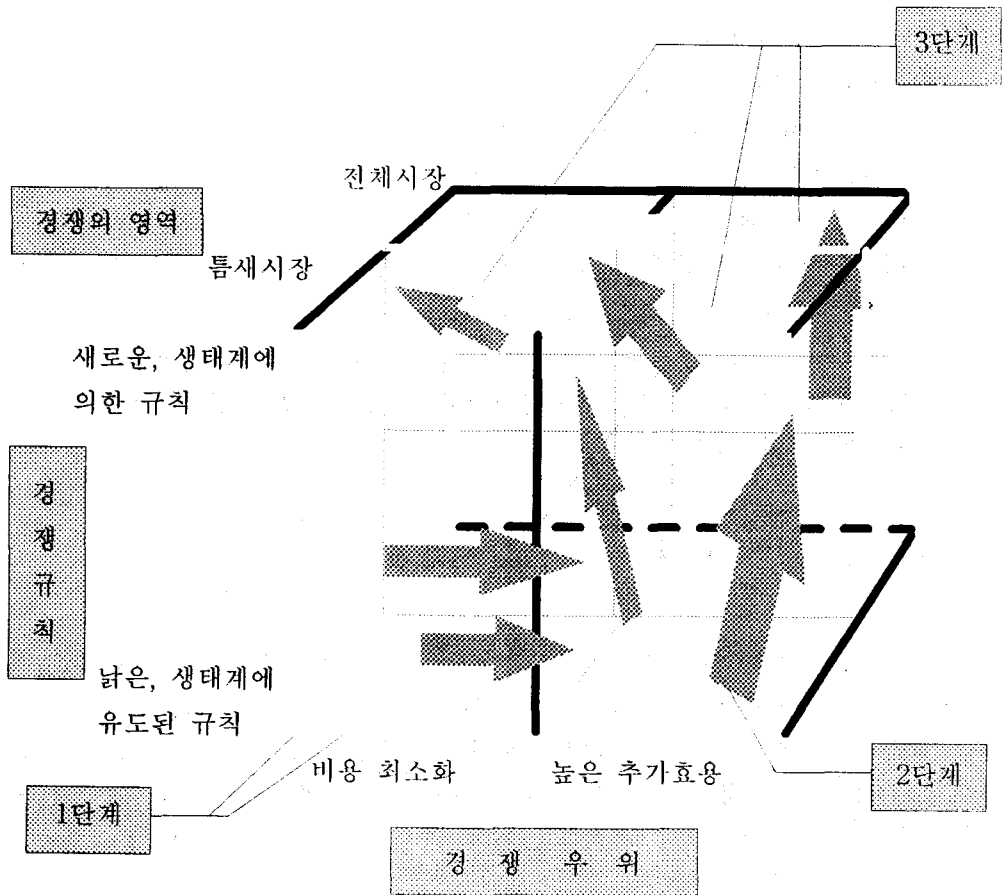 3단계
전체시장
경쟁의 영역
틈새시장
새로운, 생태계에
의한 규칙
경
쟁
규
칙
낡은, 생태계에
유도된 규칙
비용 최소화
높은 추가효용
2단계
1단계
경 쟁 우 위